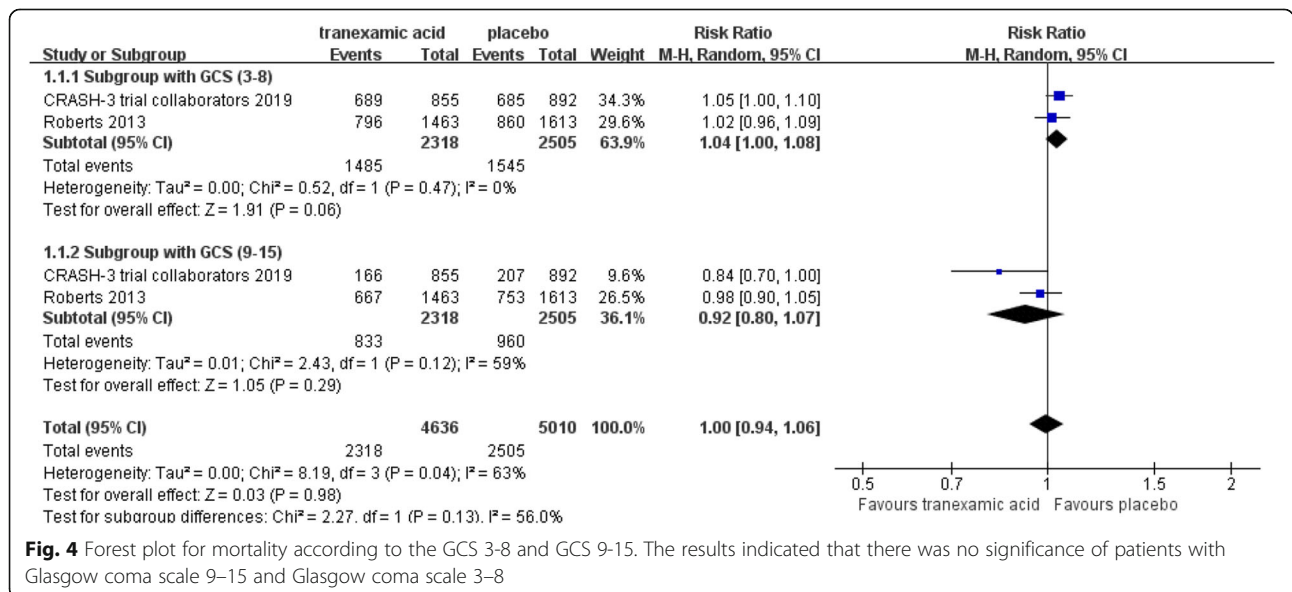 tranexamic acid placebo Risk Ratio Risk Ratio
Study or Subgroup Events Total Events Total Weight M-H, Random, 95% CI M-H, Random, 95% CI
1.1.1 Subgroup with GCS (3-8)
CRASH-3 trial collaborators 2019 689 855 685 892 34.3% 1.05 [1.00, 1.10]
Roberts 2013 796 1463 860 1613 29.6% 1.02 [0.96, 1.09]
Subtotal (95% CI) 2318 2505 63.9% 1.04 [1.00, 1.08]
Total events 1485 1545
Heterogeneity: Tau² = 0.00; Chi² = 0.52, df = 1 (P = 0.47); I² = 0%
Test for overall effect: Z = 1.91 (P = 0.06)
1.1.2 Subgroup with GCS (9-15)
CRASH-3 trial collaborators 2019 166 855 207 892 9.6% 0.84 [0.70, 1.00]
Roberts 2013 667 1463 753 1613 26.5% 0.98 [0.90, 1.05]
Subtotal (95% CI) 2318 2505 36.1% 0.92 [0.80, 1.07]
Total events 833 960
Heterogeneity: Tau² = 0.01; Chi² = 2.43, df = 1 (P = 0.12); I² = 59%
Test for overall effect: Z = 1.05 (P = 0.29)
Total (95% CI) 4636 5010 100.0% 1.00 [0.94, 1.06]
Total events 2318 2505
Heterogeneity: Tau² = 0.00; Chi² = 8.19, df = 3 (P = 0.04); I² = 63%
Test for overall effect: Z = 0.03 (P = 0.98)
Test for subgroup differences: Chi² = 2.27, df = 1 (P = 0.13), I² = 56.0%
0.5 0.7 1 1.5 2
Favours tranexamic acid Favours placebo
Fig. 4 Forest plot for mortality according to the GCS 3-8 and GCS 9-15. The results indicated that there was no significance of patients with
Glasgow coma scale 9–15 and Glasgow coma scale 3–8